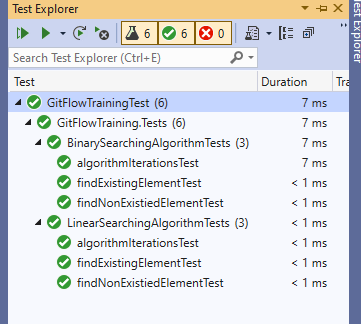 Test Explorer
6 6 0
Search Test Explorer (Ctrl+E)
Test Duration Tra
GitFlowTrainingTest (6) 7 ms
GitFlowTraining.Tests (6) 7 ms
BinarySearchingAlgorithmTests (3) 7 ms
algorithmIterationsTest 7 ms
findExistingElementTest < 1 ms
findNonExistiedElementTest < 1 ms
LinearSearchingAlgorithmTests (3) < 1 ms
algorithmIterationsTest < 1 ms
findExistingElementTest < 1 ms
findNonExistiedElementTest < 1 ms
Test Explorer